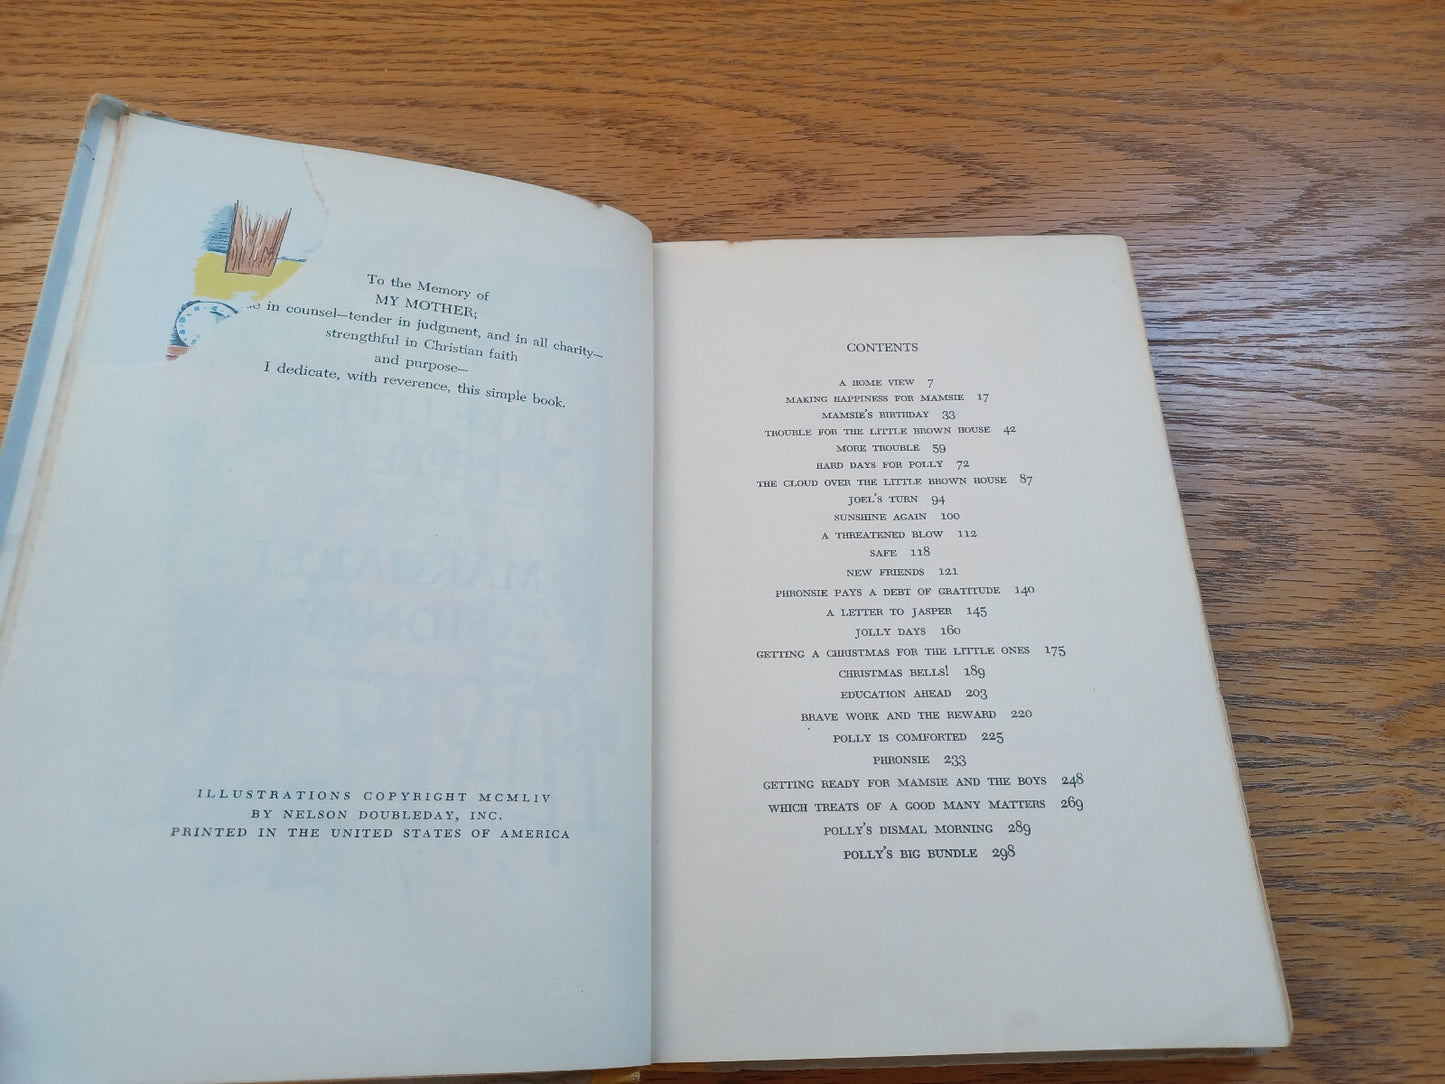 To the Memory of
MY MOTHER;
in counsel—tender in judgment, and in all charity—
strengthful in Christian faith
and purpose—
I dedicate, with reverence, this simple book.
ILLUSTRATIONS COPYRIGHT MCMLIV
BY NELSON DOUBLEDAY, INC.
PRINTED IN THE UNITED STATES OF AMERICA
CONTENTS
A HOME VIEW 7
MAKING HAPPINESS FOR MAMSIE 17
MAMSIE'S BIRTHDAY 33
TROUBLE FOR THE LITTLE BROWN HOUSE 42
MORE TROUBLE 59
HARD DAYS FOR POLLY 72
THE CLOUD OVER THE LITTLE BROWN HOUSE 87
JOEL'S TURN 94
SUNSHINE AGAIN 100
A THREATENED BLOW 112
SAFE 118
NEW FRIENDS 121
PHRONSIE PAYS A DEBT OF GRATITUDE 140
A LETTER TO JASPER 145
JOLLY DAYS 160
GETTING A CHRISTMAS FOR THE LITTLE ONES 175
CHRISTMAS BELLS! 189
EDUCATION AHEAD 203
BRAVE WORK AND THE REWARD 220
POLLY IS COMFORTED 225
PHRONSIE 233
GETTING READY FOR MAMSIE AND THE BOYS 248
WHICH TREATS OF A GOOD MANY MATTERS 269
POLLY'S DISMAL MORNING 289
POLLY'S BIG BUNDLE 298